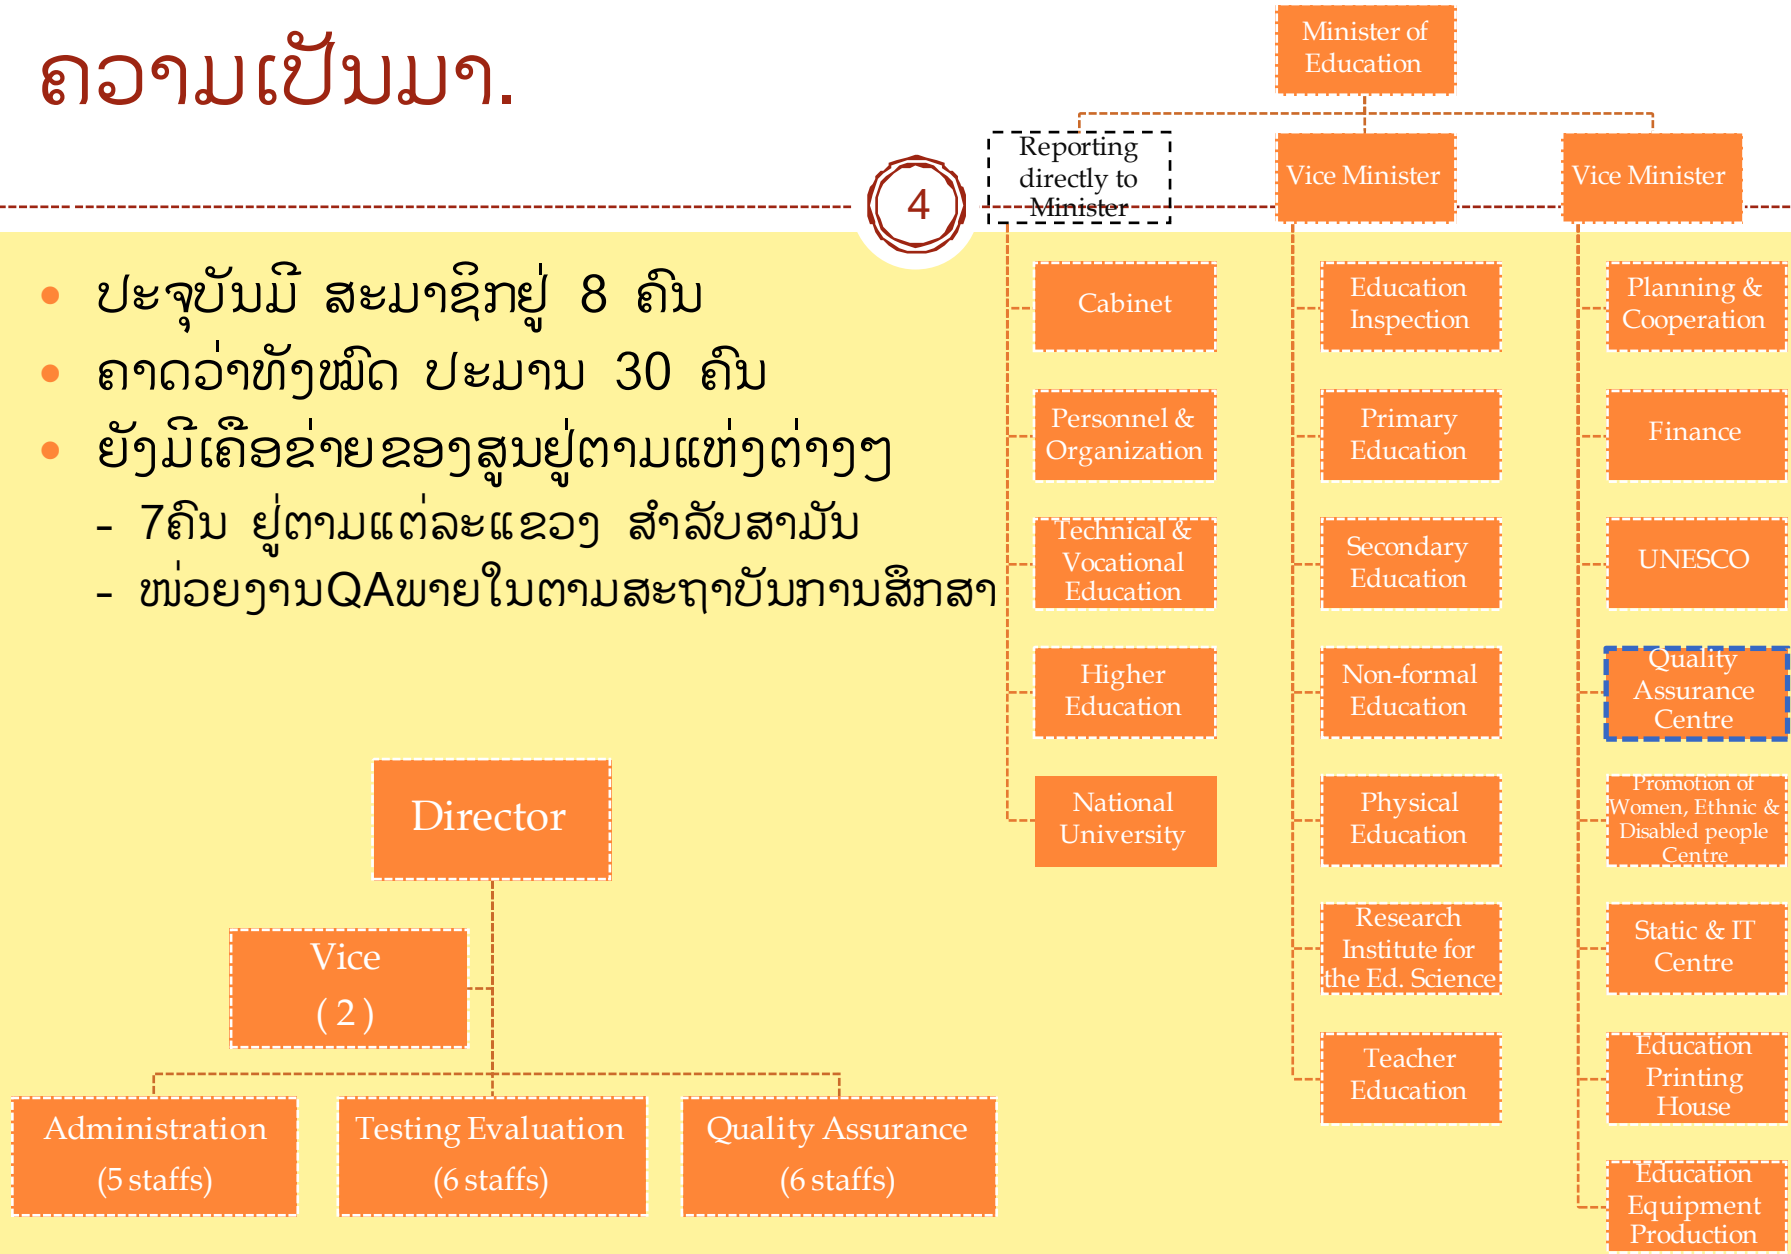 ຄວາມເປັນມາ.
4
ປະຈຸບັນມີ ສະມາຊິກຢູ່ 8 ຄົນ
ຄາດວ່າທັງໝົດ ປະມານ 30 ຄົນ
ຍັງມີເຄືອຂ່າຍຂອງສູນຢູ່ຕາມແຫ່ງຕ່າງໆ
- 7ຄົນ ຢູ່ຕາມແຕ່ລະແຂວງ ສຳລັບສາມັນ
- ໜ່ວຍງານQAພາຍໃນຕາມສະຖາບັນການສຶກສາ
Director
Vice
(2)
Administration
(5 staffs)
Testing Evaluation
(6 staffs)
Quality Assurance
(6 staffs)
Minister of
Education
Reporting
directly to
Minister
Cabinet
Personnel &
Organization
Technical &
Vocational
Education
Higher
Education
National
University
Vice Minister
Education
Inspection
Primary
Education
Secondary
Education
Non-formal
Education
Physical
Education
Research
Institute for
the Ed. Science
Teacher
Education
Vice Minister
Planning &
Cooperation
Finance
UNESCO
Quality
Assurance
Centre
Promotion of
Women, Ethnic &
Disabled people
Centre
Static & IT
Centre
Education
Printing
House
Education
Equipment
Production